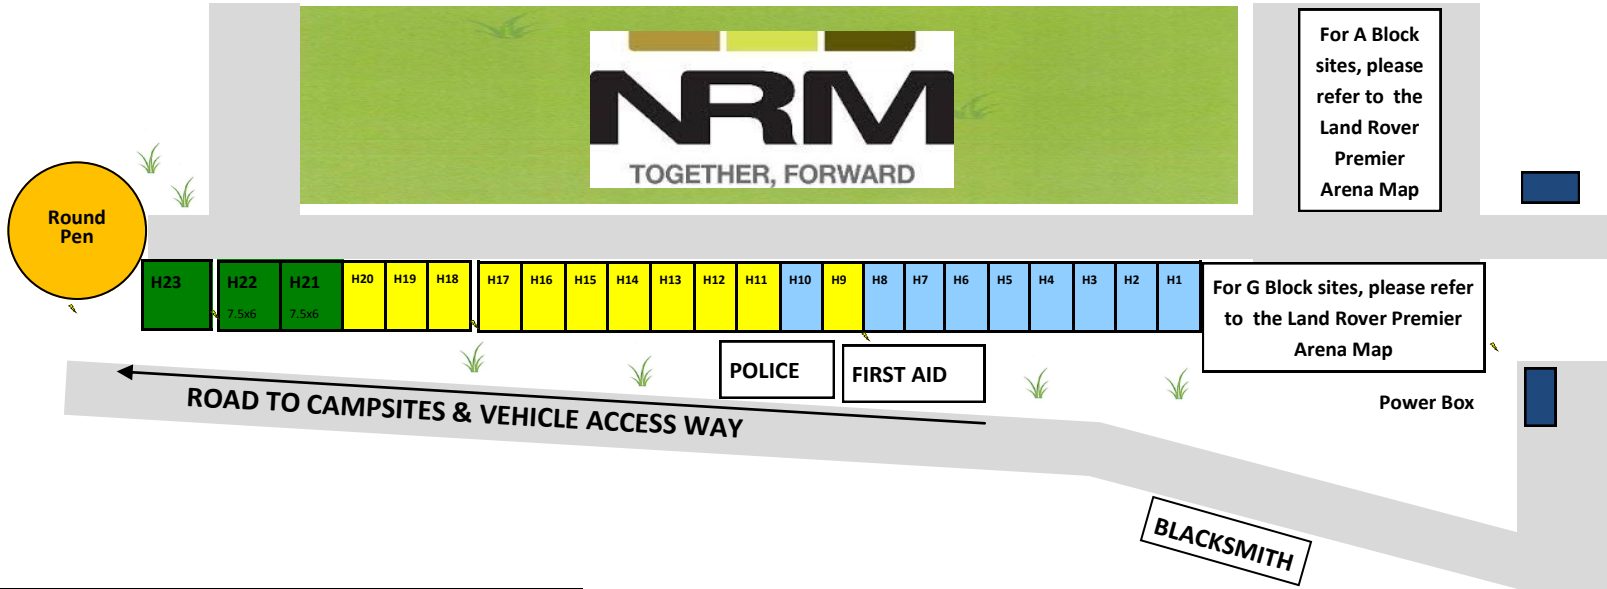 NRM
TOGETHER, FORWARD
For A Block
sites, please
refer to the
Land Rover
Premier
Arena Map
Round
Pen
H23
H22
7.5x6
H21
7.5x6
H20
H19
H18
H17
H16
H15
H14
H13
H12
H11
H10
H9
H8
H7
H6
H5
H4
H3
H2
H1
For G Block sites, please refer
to the Land Rover Premier
Arena Map
POLICE
FIRST AID
Power Box
ROAD TO CAMPSITES & VEHICLE ACCESS WAY
BLACKSMITH